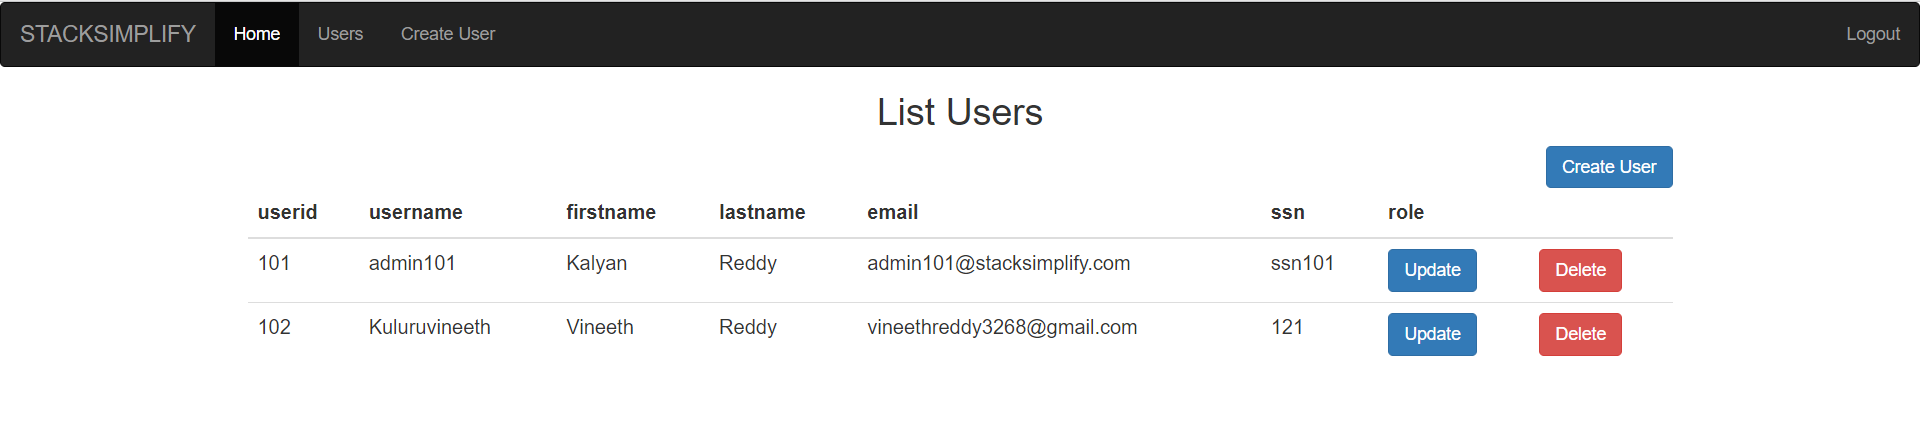 STACKSIMPLIFY Home Users Create User Logout
List Users
Create User
userid username firstname lastname email ssn role
101 admin101 Kalyan Reddy admin101@stacksimplify.com ssn101 Update Delete
102 Kuluruvineeth Vineeth Reddy vineethreddy3268@gmail.com 121 Update Delete